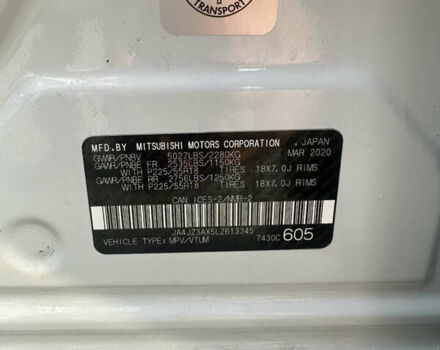 TRANSPORT
MFD.BY MITSUBISHI MOTORS CORPORATION , JAPAN
GVWR/PNBV 5027LBS/2280KG MAR 2020
GAWR/PNBE FR 2535LBS/1150KG
WITH P225/55R18 TIRES 18X7.0J RIMS
GAWR/PNBE RR 2756LBS/1250KG
WITH P225/55R18 TIRES 18X7.0J RIMS
CAN ICES-2/NMB-2
JA4JZ3AX5LZ613345
VEHICLE TYPE: MPV/VTUM 7430C 605